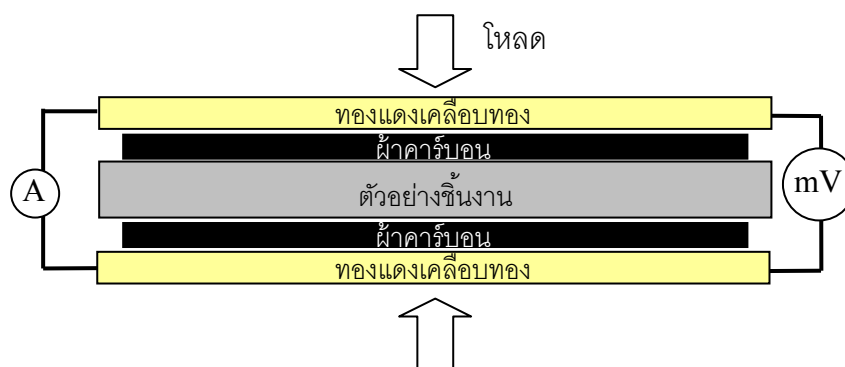 โหลด
ทองแดงเคลือบทอง
ผ้าคาร์บอน
A
ตัวอย่างชิ้นงาน
mV
ผ้าคาร์บอน
ทองแดงเคลือบทอง